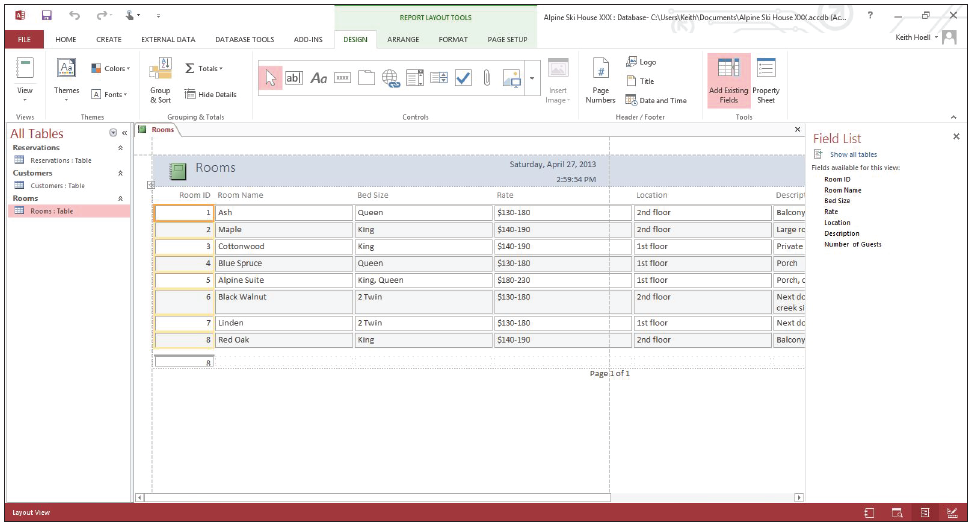 REPORT LAYOUT TOOLS
Alpine Ski House XXX : Database- C:\Users\Keith\Documents\Alpine Ski House XXX.accdb (Ac...
?
FILE HOME CREATE EXTERNAL DATA DATABASE TOOLS ADD-INS DESIGN ARRANGE FORMAT PAGE SETUP
Keith Hoell
View
Themes
Aa
Colors
Fonts
Group & Sort
Totals
Hide Details
ab|
Aa
Insert Image
Page Numbers
Logo
Title
Date and Time
Add Existing Fields
Property Sheet
Views
Themes
Grouping & Totals
Controls
Header / Footer
Tools
All Tables
Reservations
Reservations : Table
Customers
Customers : Table
Rooms
Rooms : Table
Rooms
Rooms
Saturday, April 27, 2013
2:59:54 PM
Room ID Room Name Bed Size Rate Location Descript
1 Ash Queen $130-180 2nd floor Balcony
2 Maple King $140-190 2nd floor Large ro
3 Cottonwood King $140-190 1st floor Private
4 Blue Spruce Queen $130-180 1st floor Porch
5 Alpine Suite King, Queen $180-230 1st floor Porch, c
6 Black Walnut 2 Twin $130-180 2nd floor Next do
creek si
7 Linden 2 Twin $130-180 1st floor Next do
8 Red Oak King $140-190 2nd floor Balcony
8
Page 1 of 1
Field List
Show all tables
Fields available for this view:
Room ID
Room Name
Bed Size
Rate
Location
Description
Number of Guests
Layout View